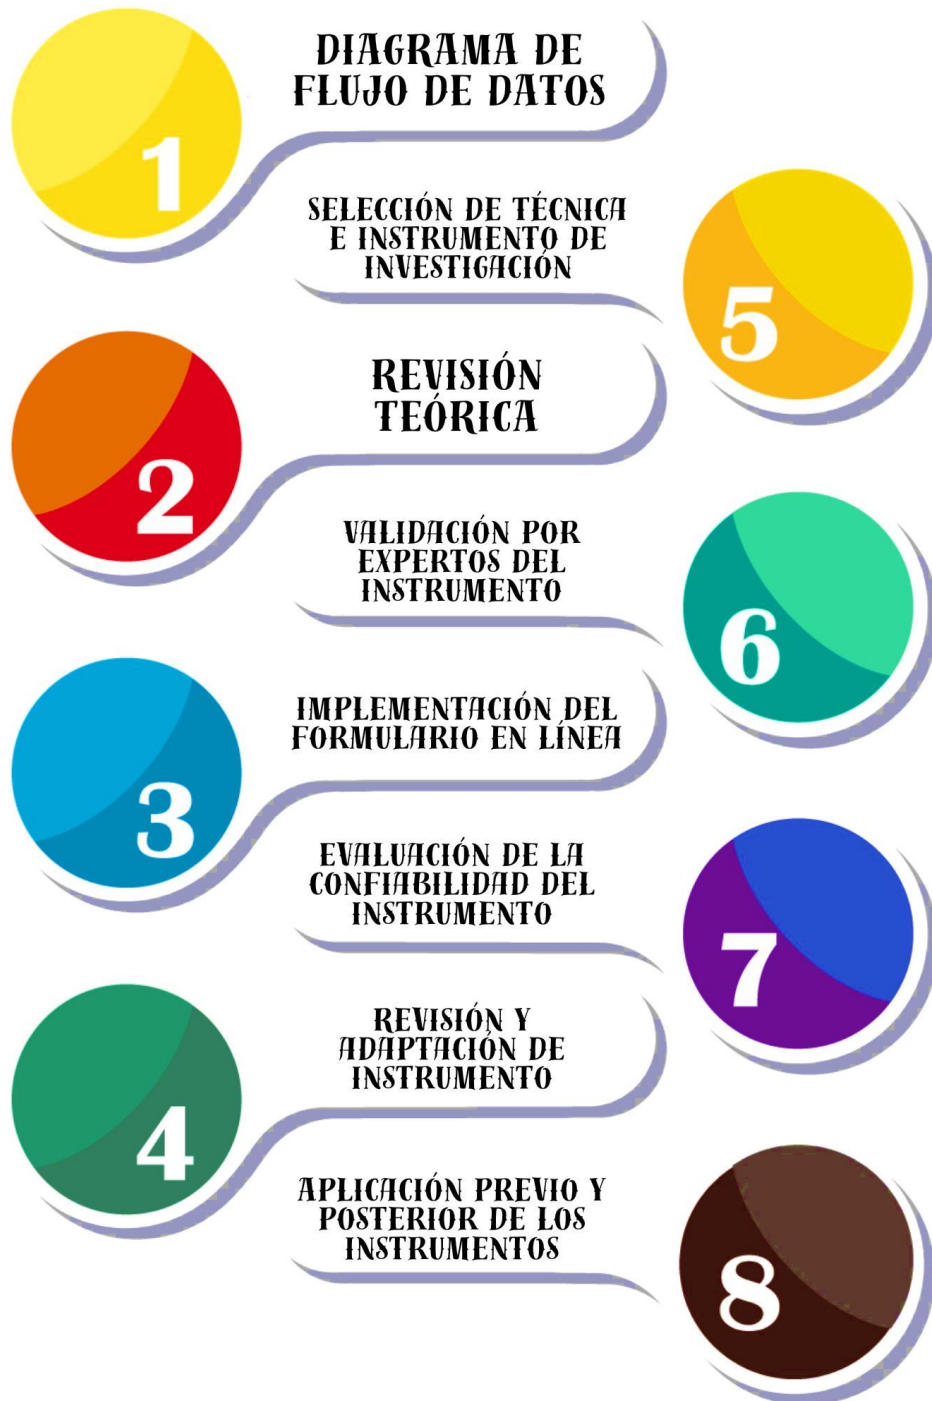 1
DIAGRAMA DE
FLUJO DE DATOS
SELECCIÓN DE TÉCNICA
E INSTRUMENTO DE
INVESTIGACIÓN
5
2
REVISIÓN
TEÓRICA
VALIDACIÓN POR
EXPERTOS DEL
INSTRUMENTO
6
3
IMPLEMENTACIÓN DEL
FORMULARIO EN LÍNEA
EVALUACIÓN DE LA
CONFIABILIDAD DEL
INSTRUMENTO
7
4
REVISIÓN Y
ADAPTACIÓN DE
INSTRUMENTO
APLICACIÓN PREVIO Y
POSTERIOR DE LOS
INSTRUMENTOS
8